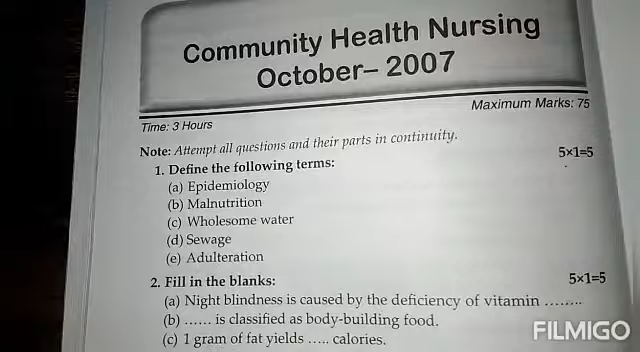 Community Health Nursing
October– 2007
Maximum Marks: 75
Time: 3 Hours
Note: Attempt all questions and their parts in continuity.
1. Define the following terms: 5×1=5
(a) Epidemiology
(b) Malnutrition
(c) Wholesome water
(d) Sewage
(e) Adulteration
2. Fill in the blanks: 5×1=5
(a) Night blindness is caused by the deficiency of vitamin ........
(b) ...... is classified as body-building food.
(c) 1 gram of fat yields ..... calories.
FILMIGO